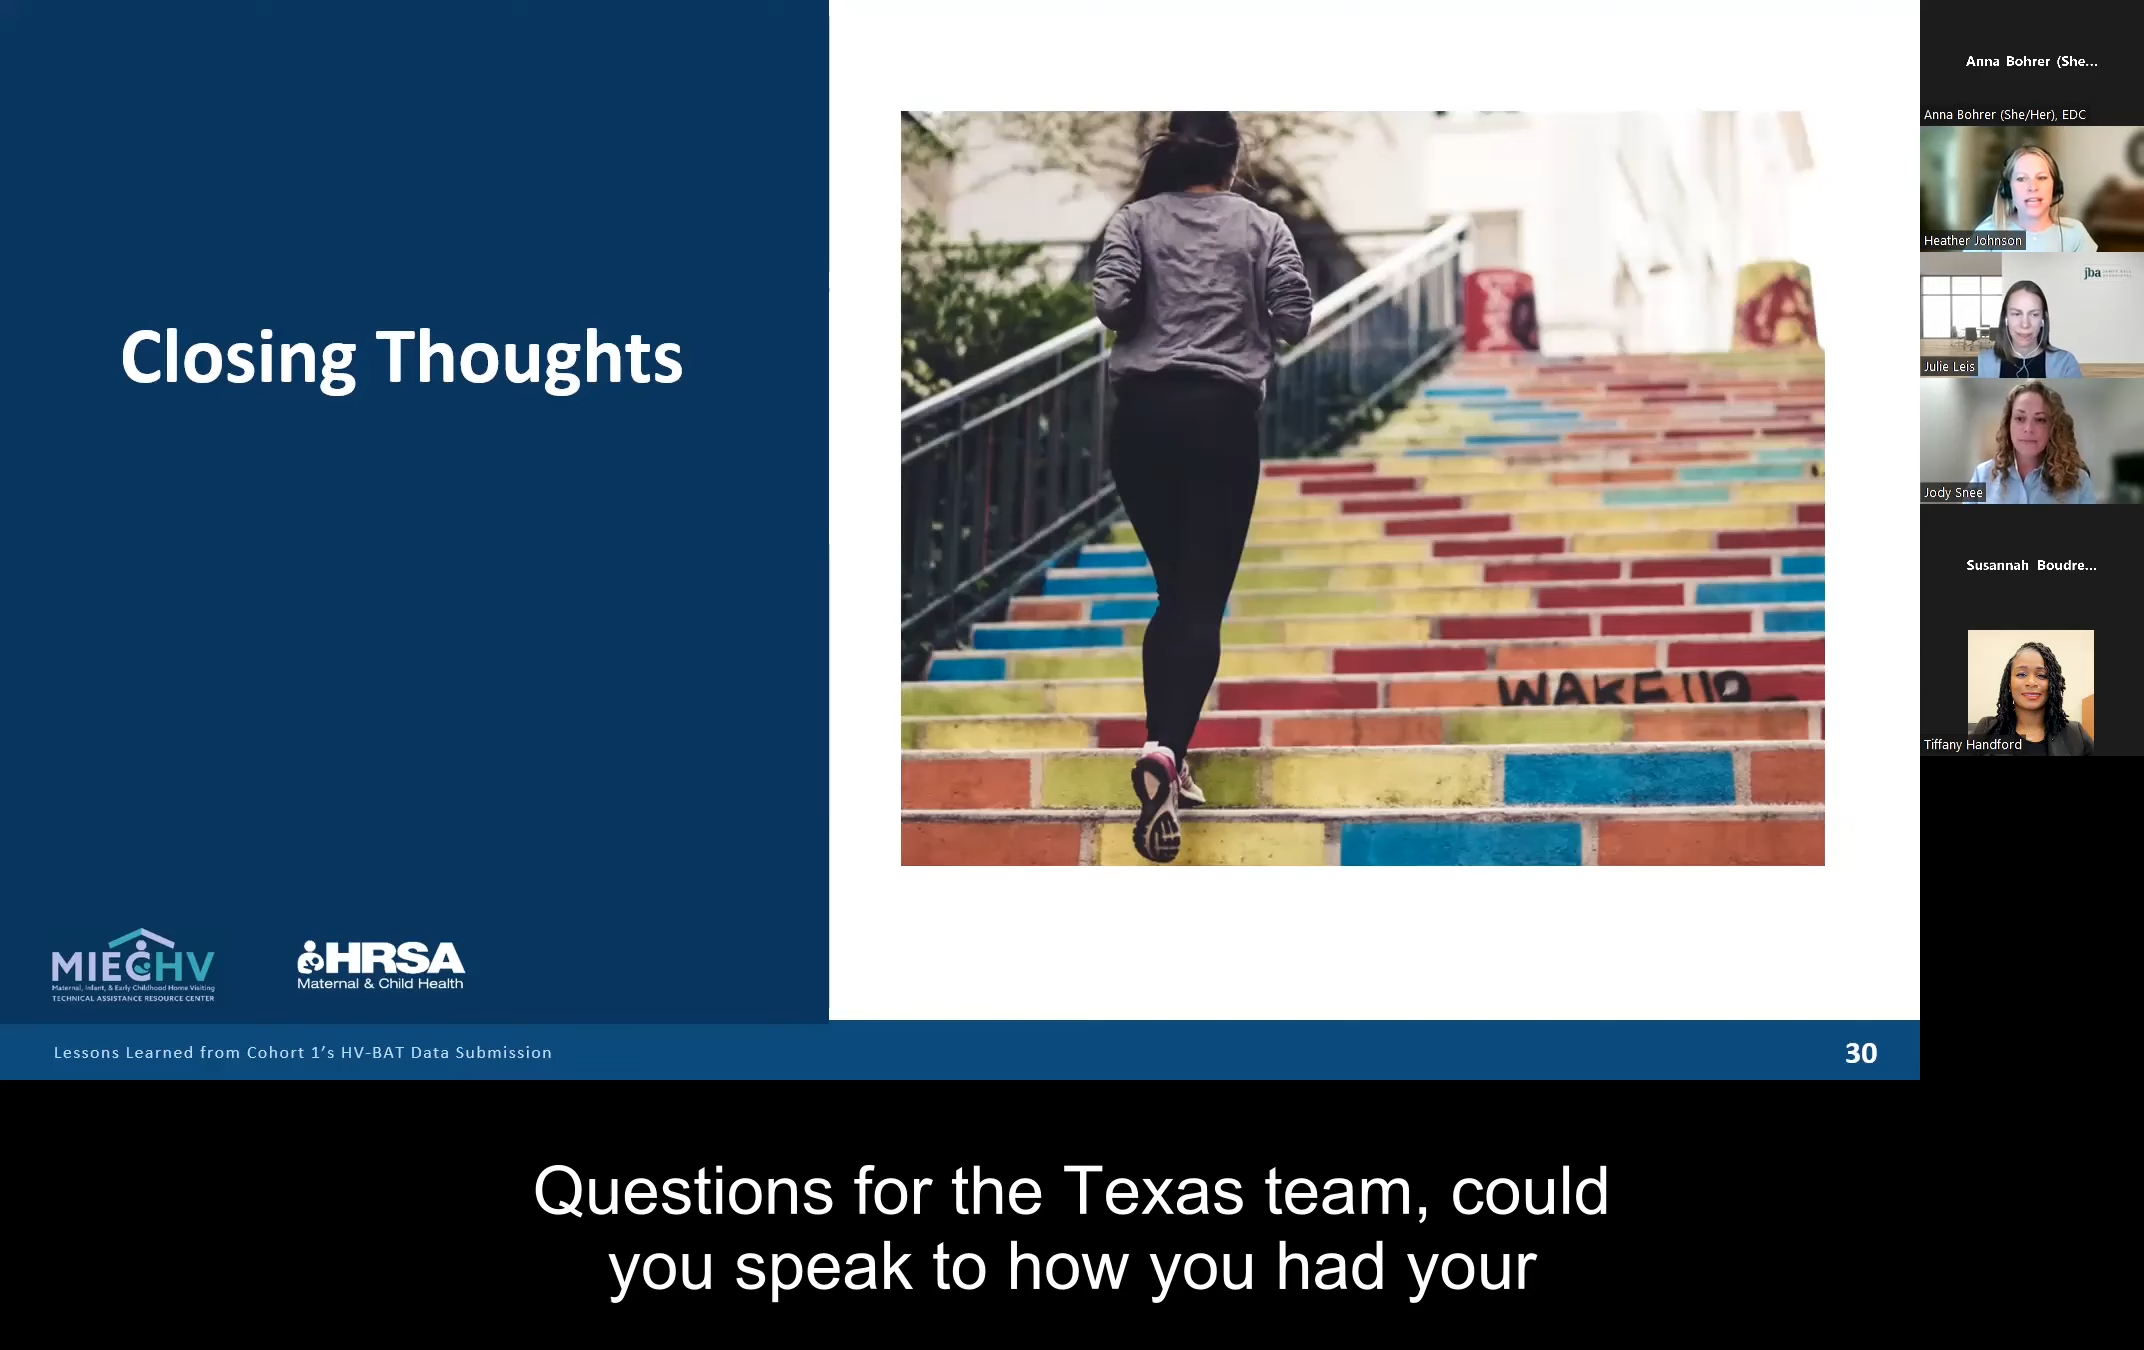 Closing Thoughts
WAKE UP
MIECHV
Maternal, Infant, & Early Childhood Home Visiting
TECHNICAL ASSISTANCE RESOURCE CENTER
HRSA
Maternal & Child Health
Lessons Learned from Cohort 1's HV-BAT Data Submission
30
Anna Bohrer (She...
Anna Bohrer (She/Her), EDC
Heather Johnson
jba
Julie Leis
Jody Snee
Susannah Boudre...
Tiffany Handford
Questions for the Texas team, could
you speak to how you had your